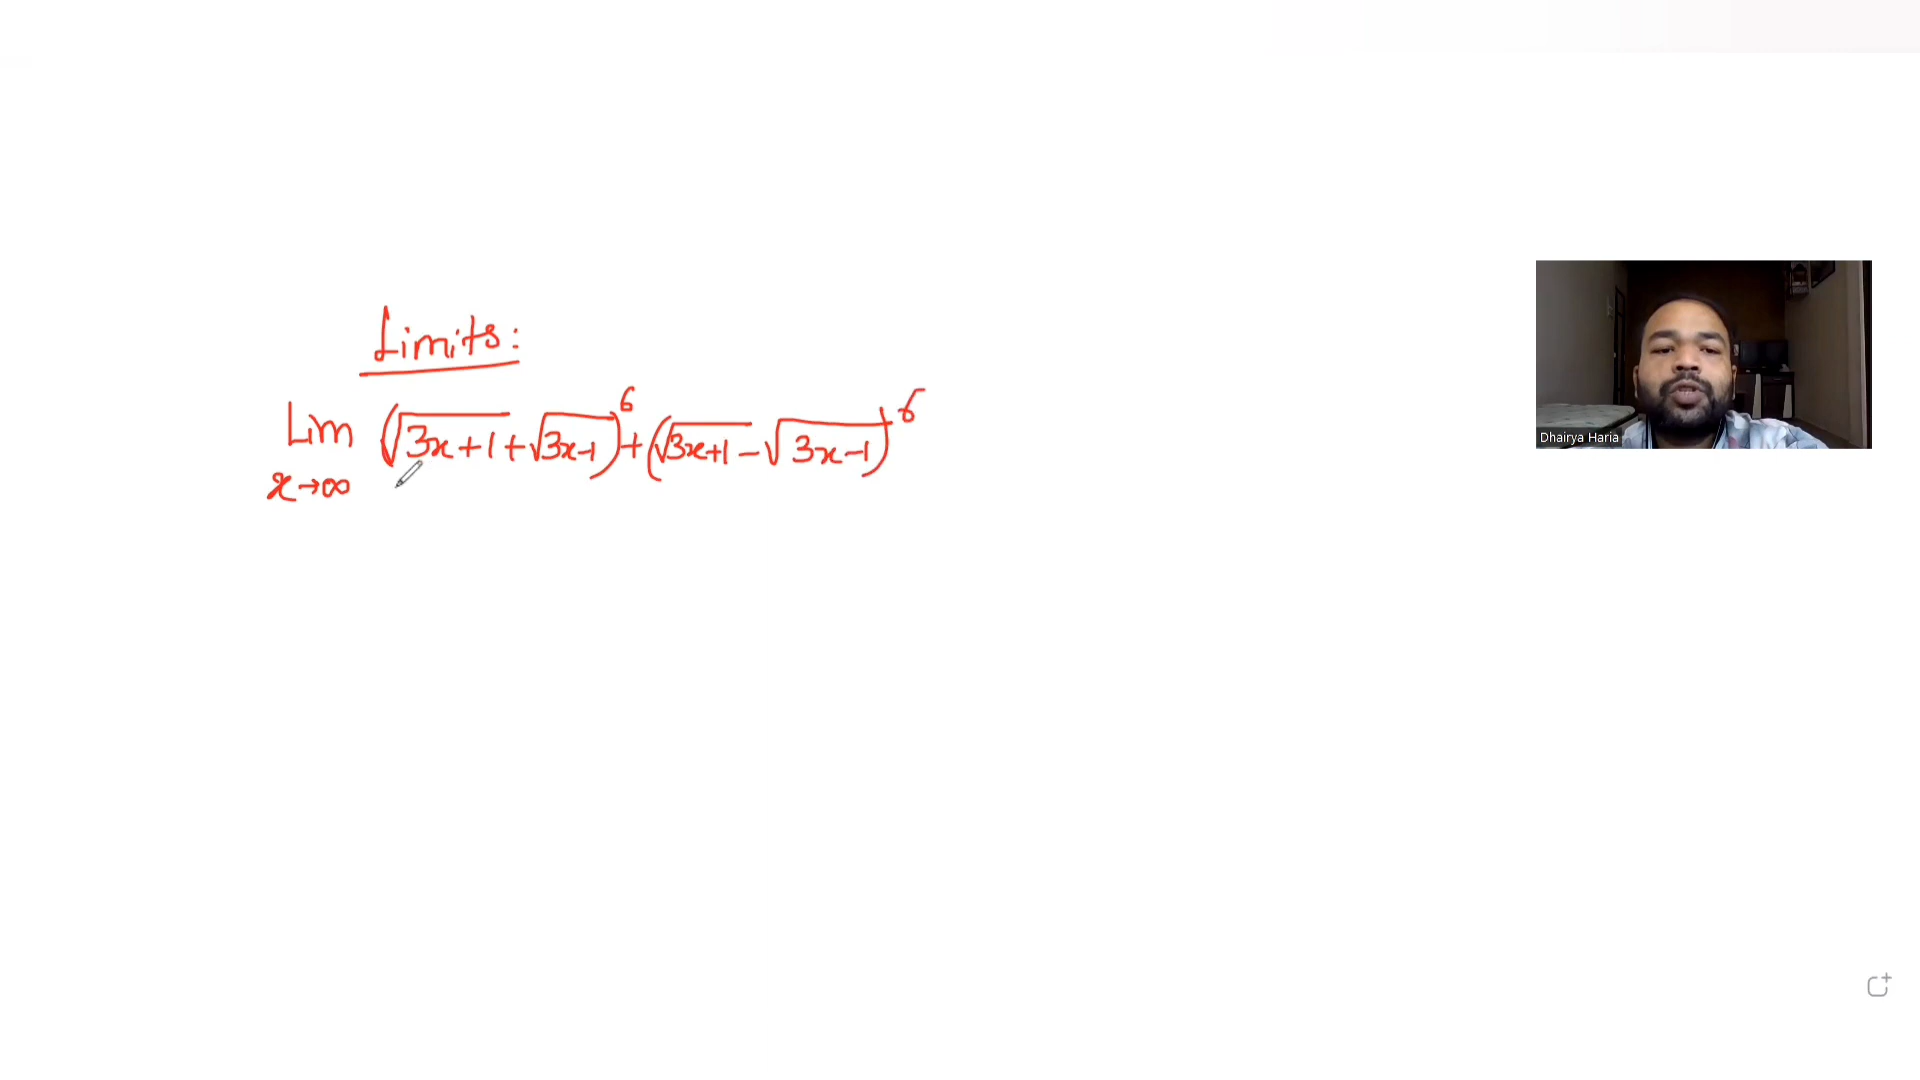 Limits:
Lim (√3x+1 + √3x-1)⁶ + (√3x+1 - √3x-1)⁶
x→∞
Dhairya Haria